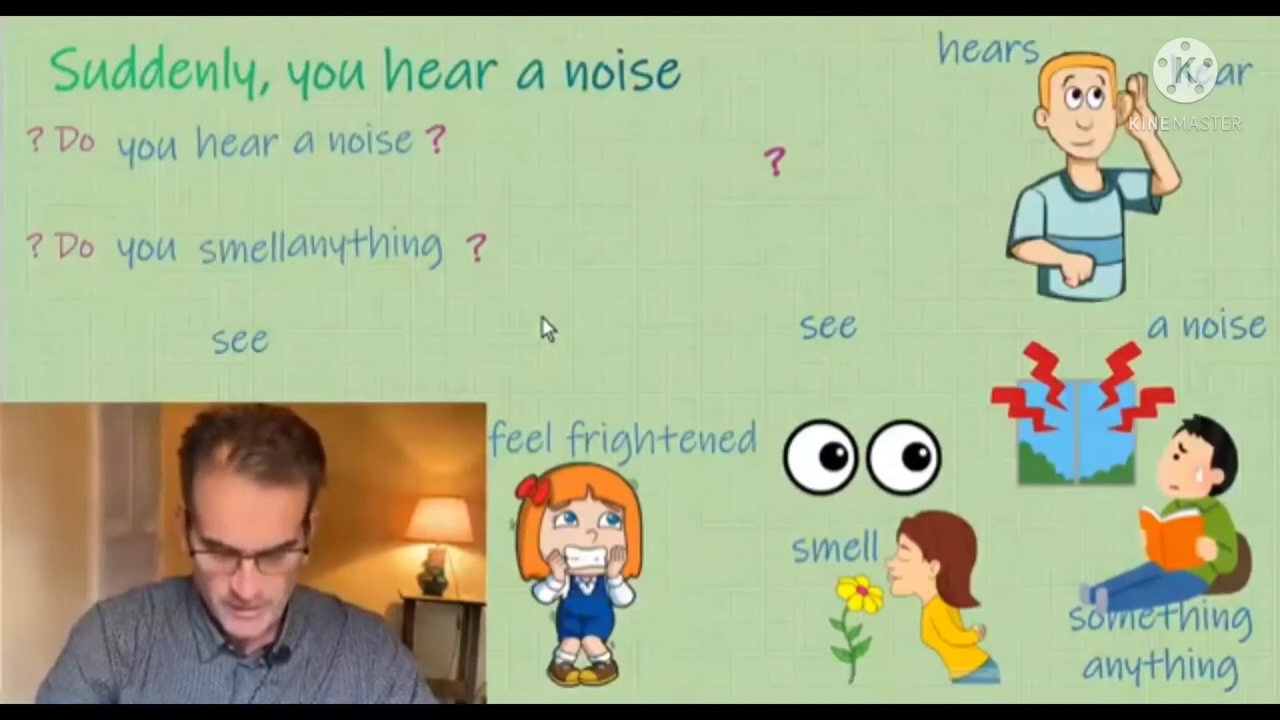 Suddenly, you hear a noise
hears
hear
KINEMASTER
? Do you hear a noise ?
?
? Do you smellanything ?
see
see
a noise
feel frightened
smell
something
anything